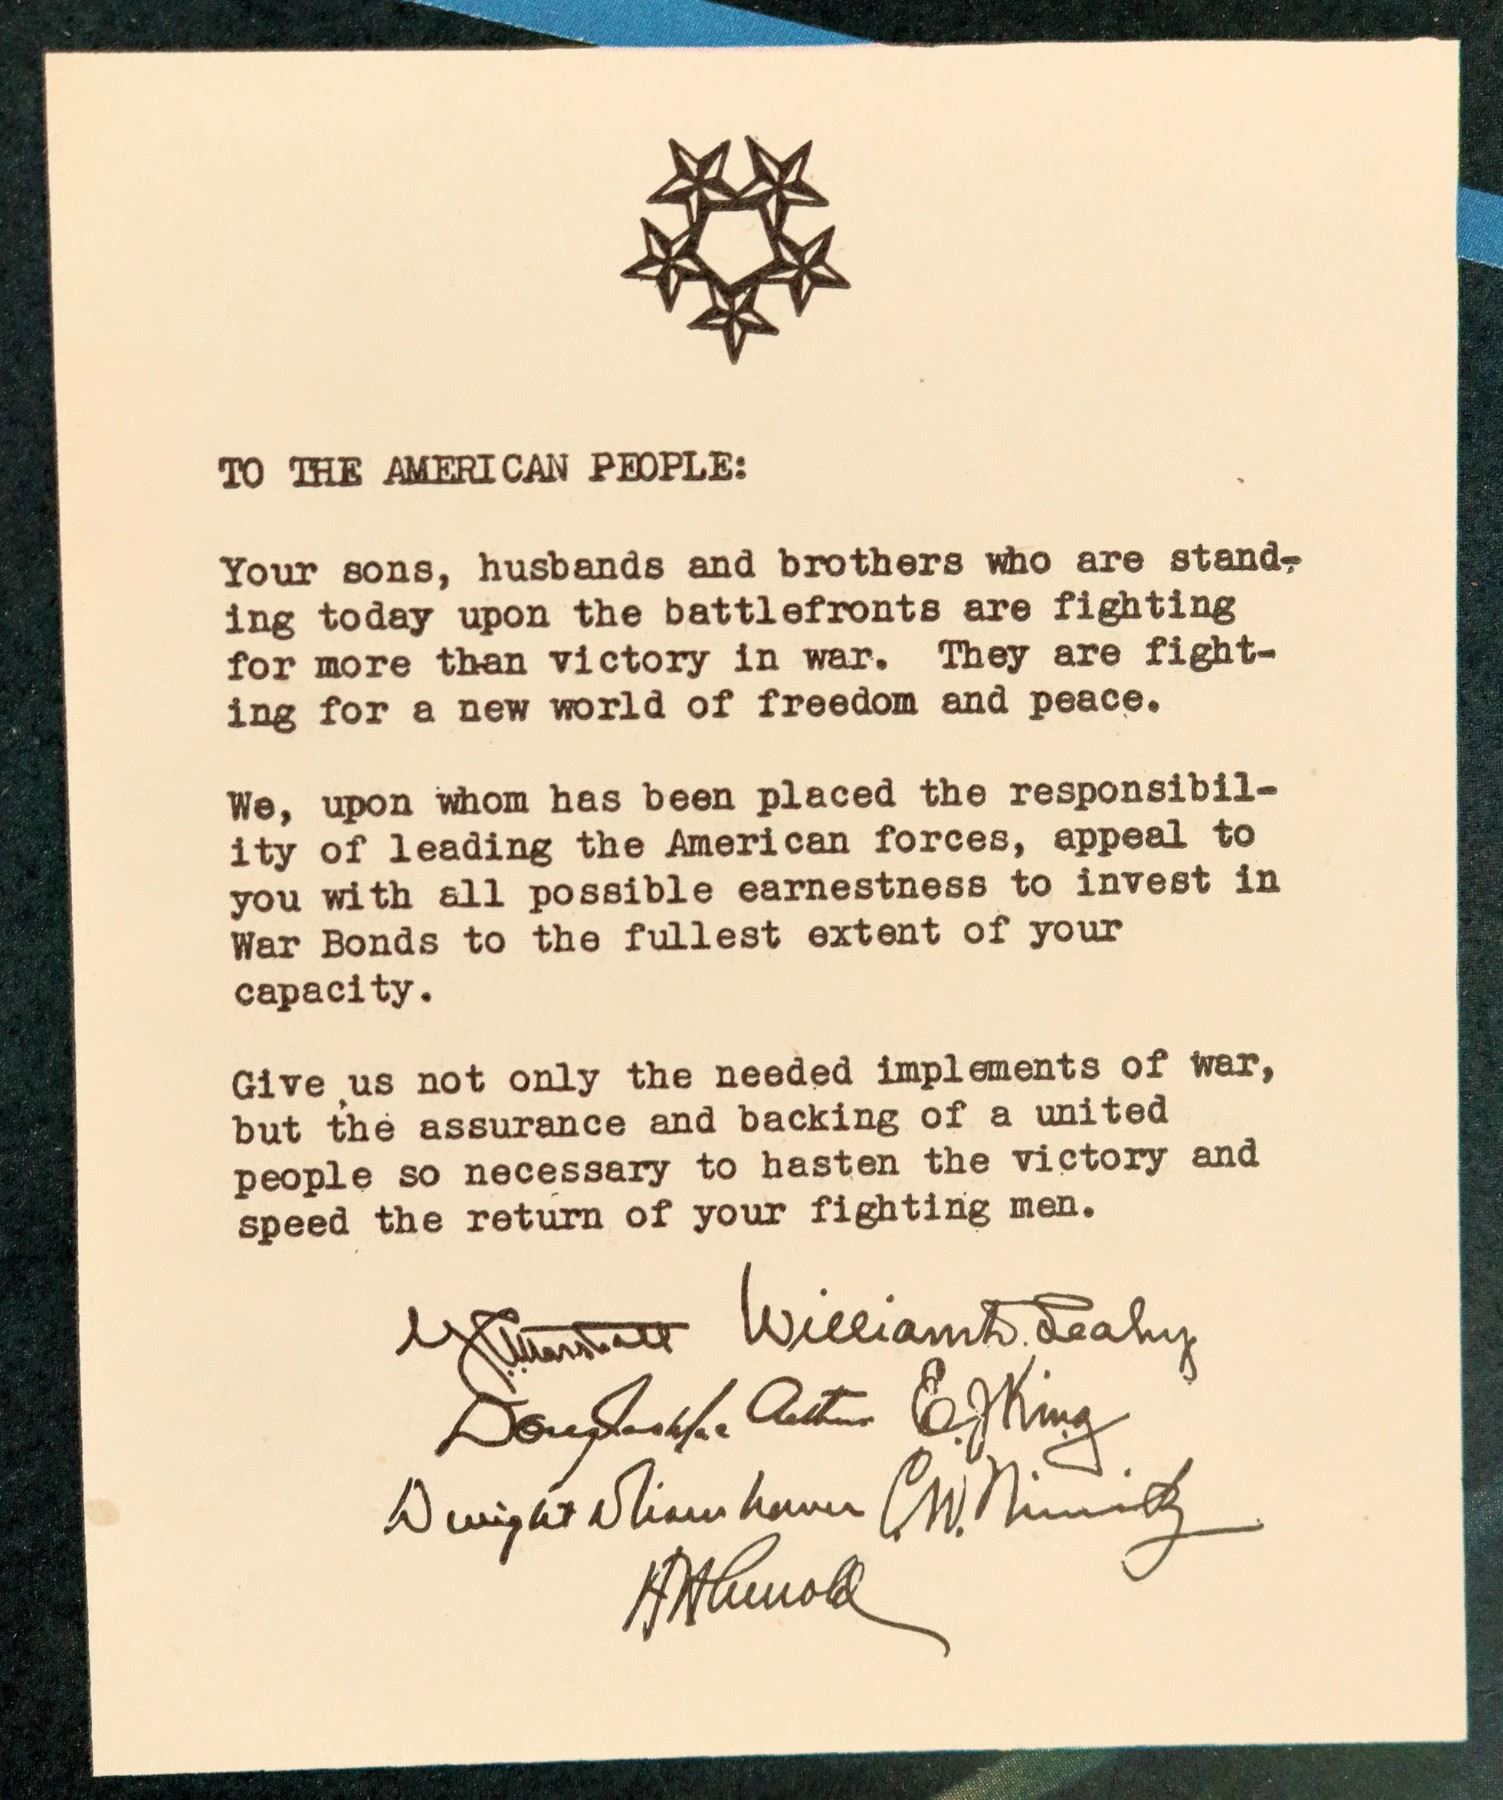 TO THE AMERICAN PEOPLE:
Your sons, husbands and brothers who are stand-
ing today upon the battlefronts are fighting
for more than victory in war. They are fight-
ing for a new world of freedom and peace.
We, upon whom has been placed the responsibil-
ity of leading the American forces, appeal to
you with all possible earnestness to invest in
War Bonds to the fullest extent of your
capacity.
Give us not only the needed implements of war,
but the assurance and backing of a united
people so necessary to hasten the victory and
speed the return of your fighting men.
G. C. Marshall William D. Leahy
Douglas MacArthur E. J. King
Dwight D Eisenhower C. W. Nimitz
H H Arnold